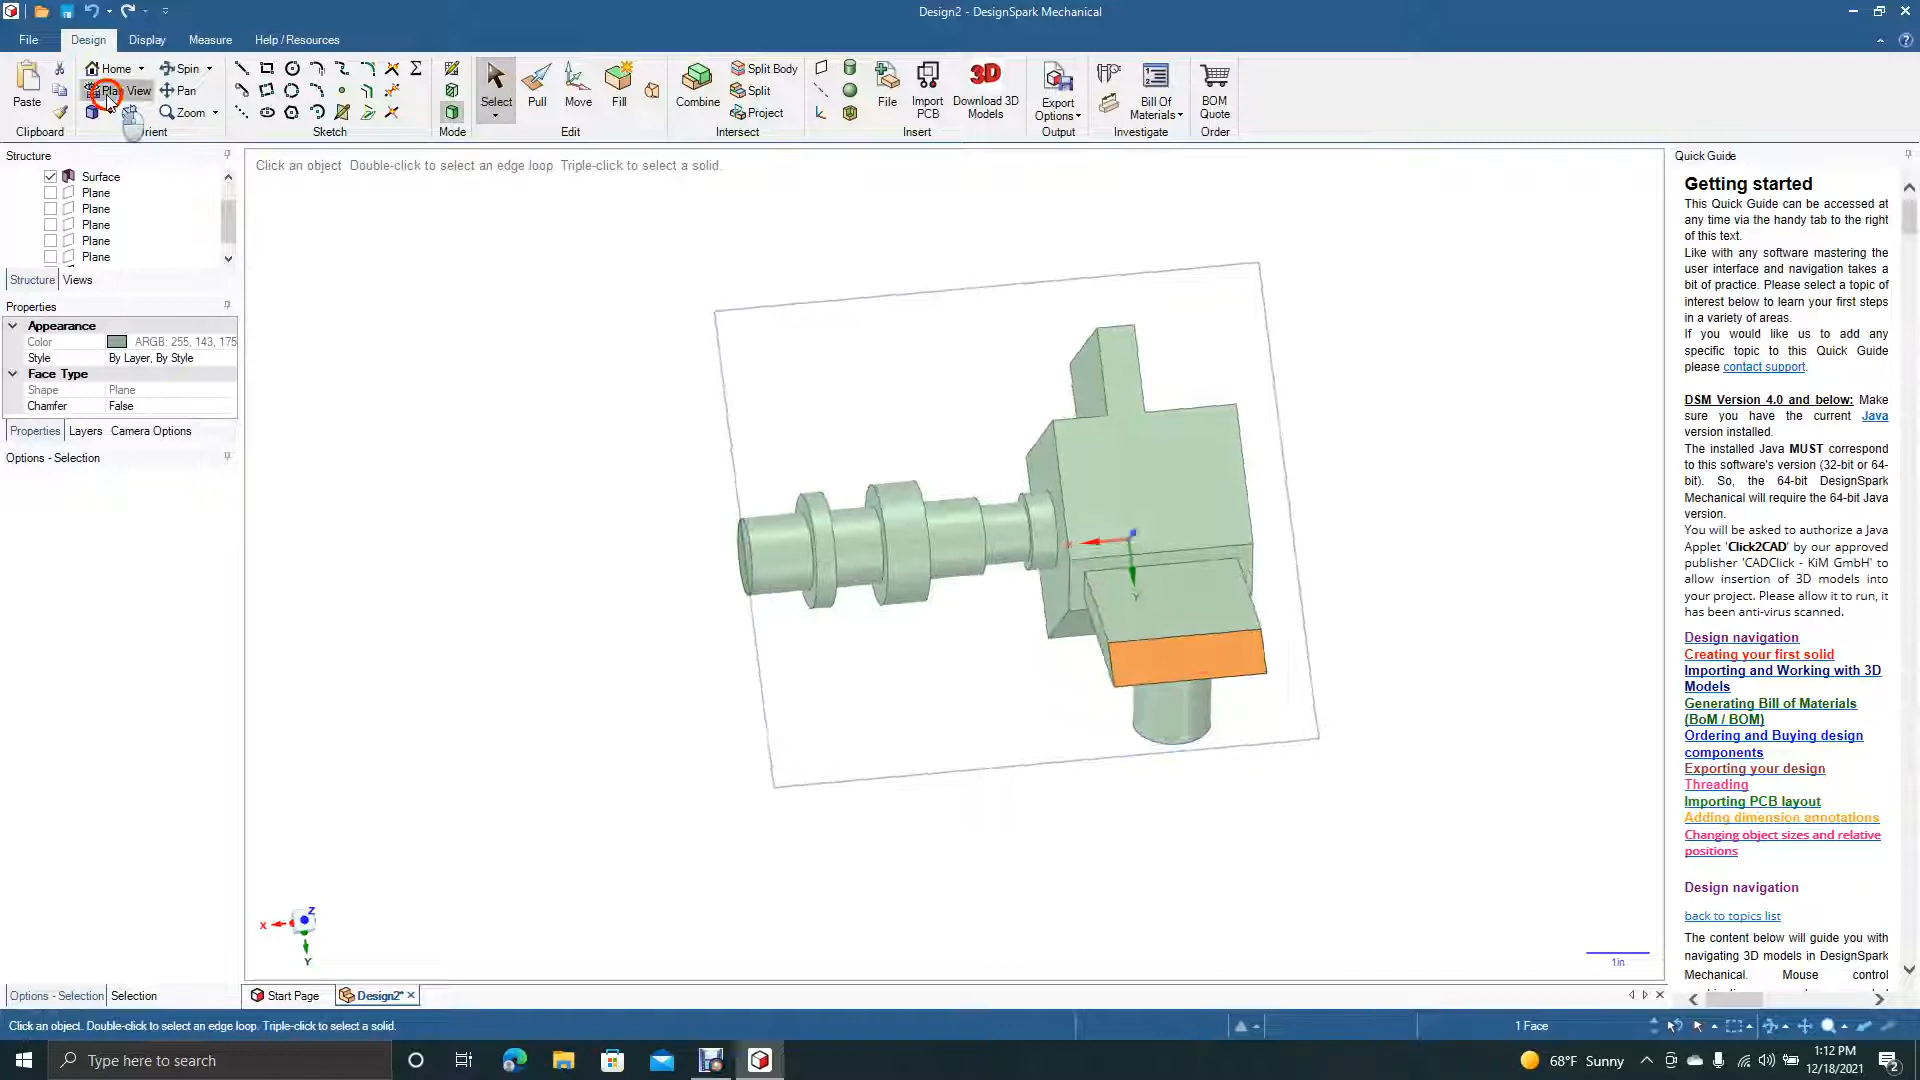 Design2 - DesignSpark Mechanical
File Design Display Measure Help / Resources
Home Spin
Plan View Pan
Zoom
Paste
Select Pull Move Fill
Combine
Split Body
Split
Project
File Import PCB Download 3D Models
Export Options
Bill Of Materials
BOM Quote
Clipboard Orient Sketch Mode Edit Intersect Insert Output Investigate Order
Structure
Surface
Plane
Plane
Plane
Plane
Plane
Structure Views
Properties
Appearance
Color ARGB: 255, 143, 175
Style By Layer, By Style
Face Type
Shape Plane
Chamfer False
Properties Layers Camera Options
Options - Selection
Click an object Double-click to select an edge loop Triple-click to select a solid.
X
Y
Z
X
Y
1in
Quick Guide
Getting started
This Quick Guide can be accessed at
any time via the handy tab to the right
of this text.
Like with any software mastering the
user interface and navigation takes a
bit of practice. Please select a topic of
interest below to learn your first steps
in a variety of areas.
If you would like us to add any
specific topic to this Quick Guide
please contact support.
DSM Version 4.0 and below: Make
sure you have the current Java
version installed.
The installed Java MUST correspond
to this software's version (32-bit or 64-
bit). So, the 64-bit DesignSpark
Mechanical will require the 64-bit Java
version.
You will be asked to authorize a Java
Applet 'Click2CAD' by our approved
publisher 'CADClick - KiM GmbH' to
allow insertion of 3D models into
your project. Please allow it to run, it
has been anti-virus scanned.
Design navigation
Creating your first solid
Importing and Working with 3D
Models
Generating Bill of Materials
(BoM / BOM)
Ordering and Buying design
components
Exporting your design
Threading
Importing PCB layout
Adding dimension annotations
Changing object sizes and relative
positions
Design navigation
back to topics list
The content below will guide you with
navigating 3D models in DesignSpark
Mechanical. Mouse control
Options - Selection Selection
Start Page Design2*
Click an object. Double-click to select an edge loop. Triple-click to select a solid.
1 Face
Type here to search
68°F Sunny
1:12 PM
12/18/2021
2